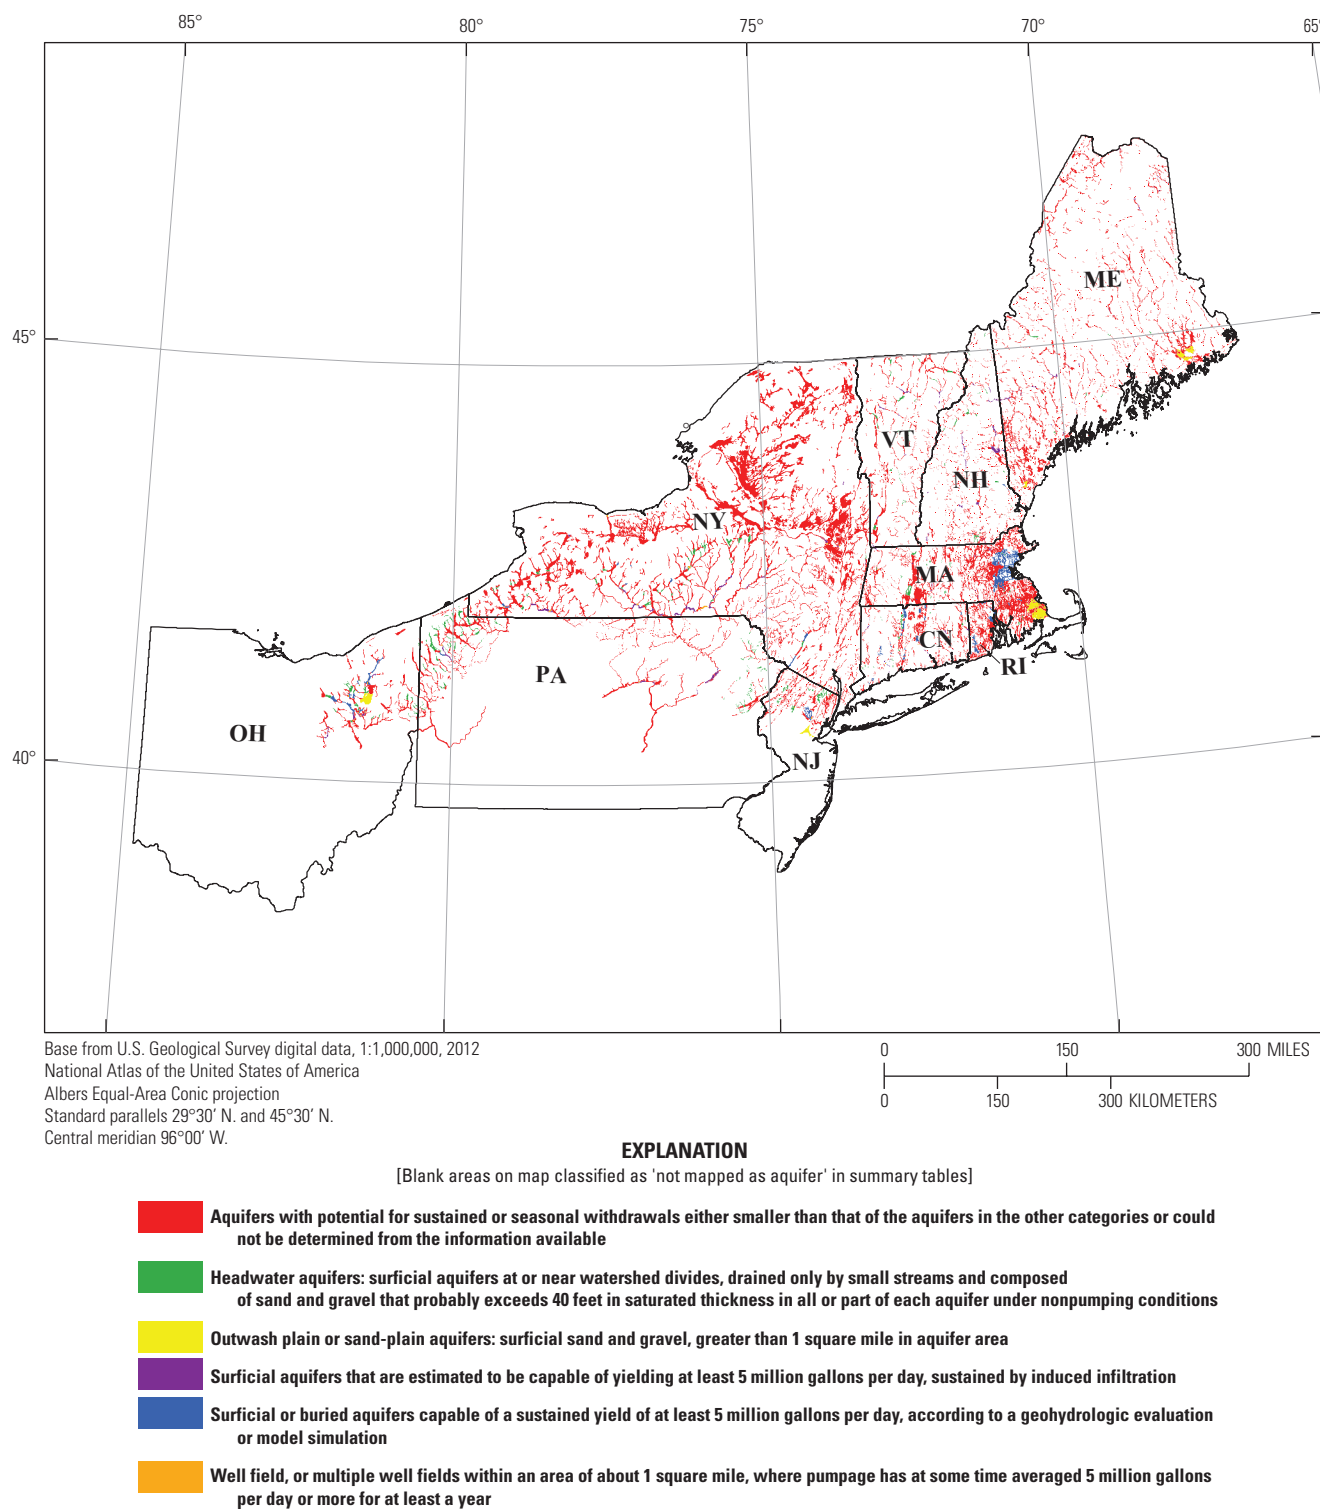 85°
80°
75°
70°
65°
45°
40°
ME
VT
NH
NY
MA
CN
RI
PA
OH
NJ
Base from U.S. Geological Survey digital data, 1:1,000,000, 2012
National Atlas of the United States of America
Albers Equal-Area Conic projection
Standard parallels 29°30′ N. and 45°30′ N.
Central meridian 96°00′ W.
0 150 300 MILES
0 150 300 KILOMETERS
EXPLANATION
[Blank areas on map classified as 'not mapped as aquifer' in summary tables]
Aquifers with potential for sustained or seasonal withdrawals either smaller than that of the aquifers in the other categories or could
not be determined from the information available
Headwater aquifers: surficial aquifers at or near watershed divides, drained only by small streams and composed
of sand and gravel that probably exceeds 40 feet in saturated thickness in all or part of each aquifer under nonpumping conditions
Outwash plain or sand-plain aquifers: surficial sand and gravel, greater than 1 square mile in aquifer area
Surficial aquifers that are estimated to be capable of yielding at least 5 million gallons per day, sustained by induced infiltration
Surficial or buried aquifers capable of a sustained yield of at least 5 million gallons per day, according to a geohydrologic evaluation
or model simulation
Well field, or multiple well fields within an area of about 1 square mile, where pumpage has at some time averaged 5 million gallons
per day or more for at least a year